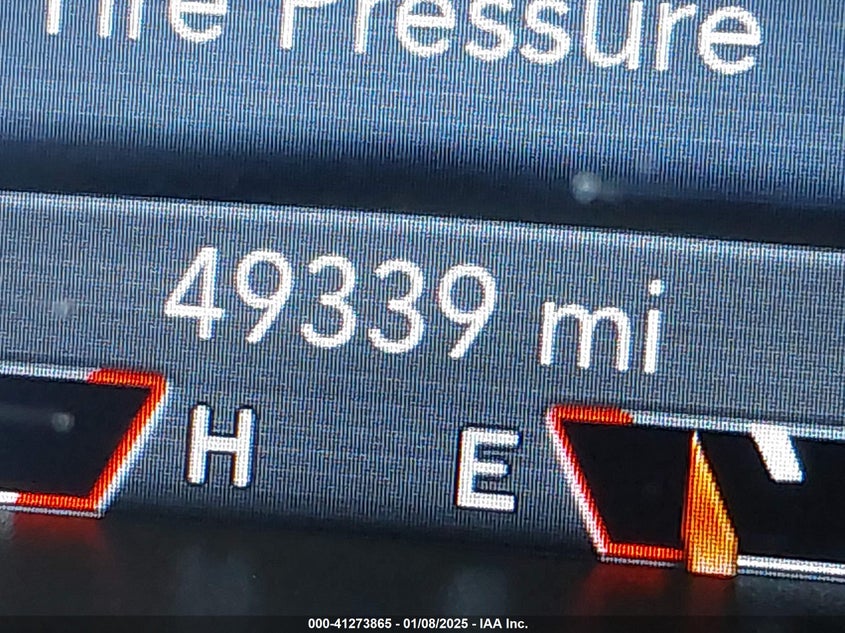 Tire Pressure
49339 mi
H E
000-41273865 - 01/08/2025 - IAA Inc.